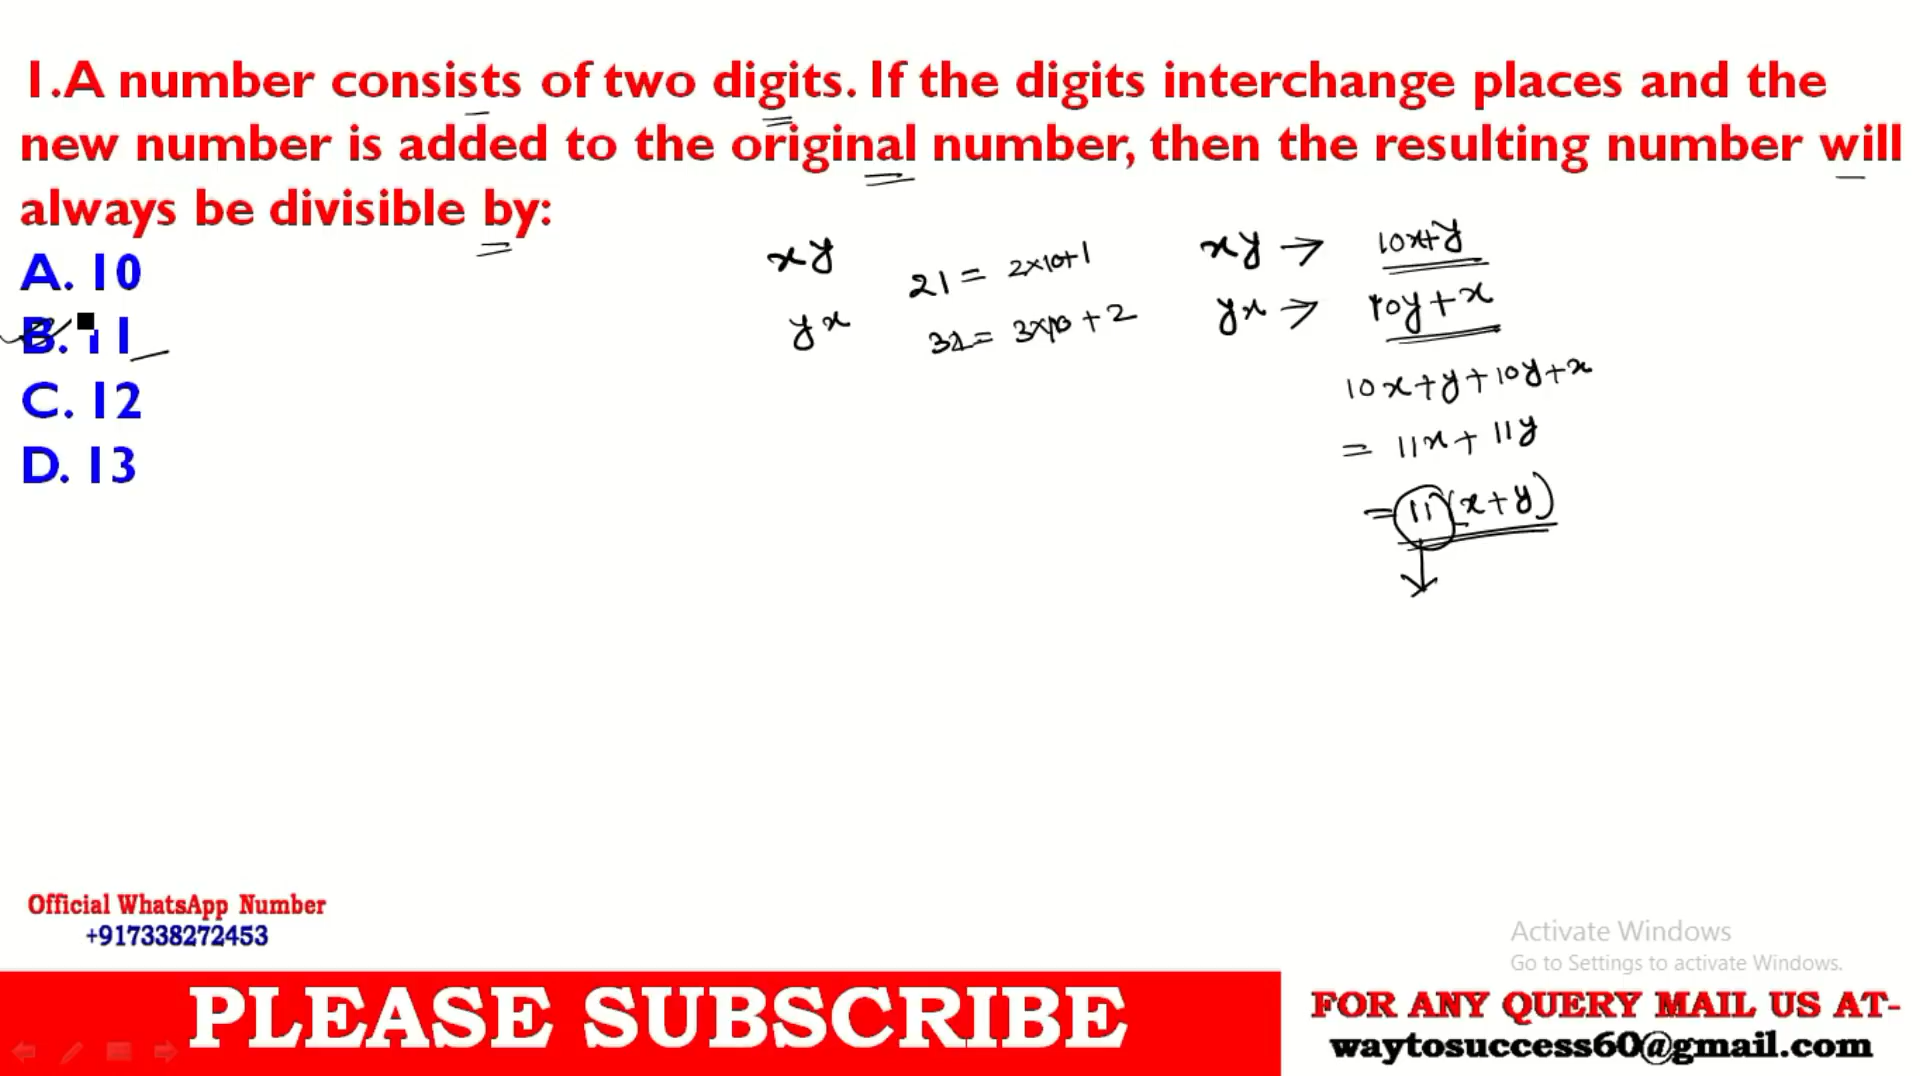 1.A number consists of two digits. If the digits interchange places and the
new number is added to the original number, then the resulting number will
always be divisible by:
A. 10
B. 11
C. 12
D. 13
xy
yx
21 = 2×10+1
32 = 3×10+2
xy → 10x+y
yx → 10y+x
10x+y+10y+x
= 11x+11y
= 11(x+y)
Official WhatsApp Number
+917338272453
Activate Windows
Go to Settings to activate Windows.
PLEASE SUBSCRIBE
FOR ANY QUERY MAIL US AT-
waytosuccess60@gmail.com